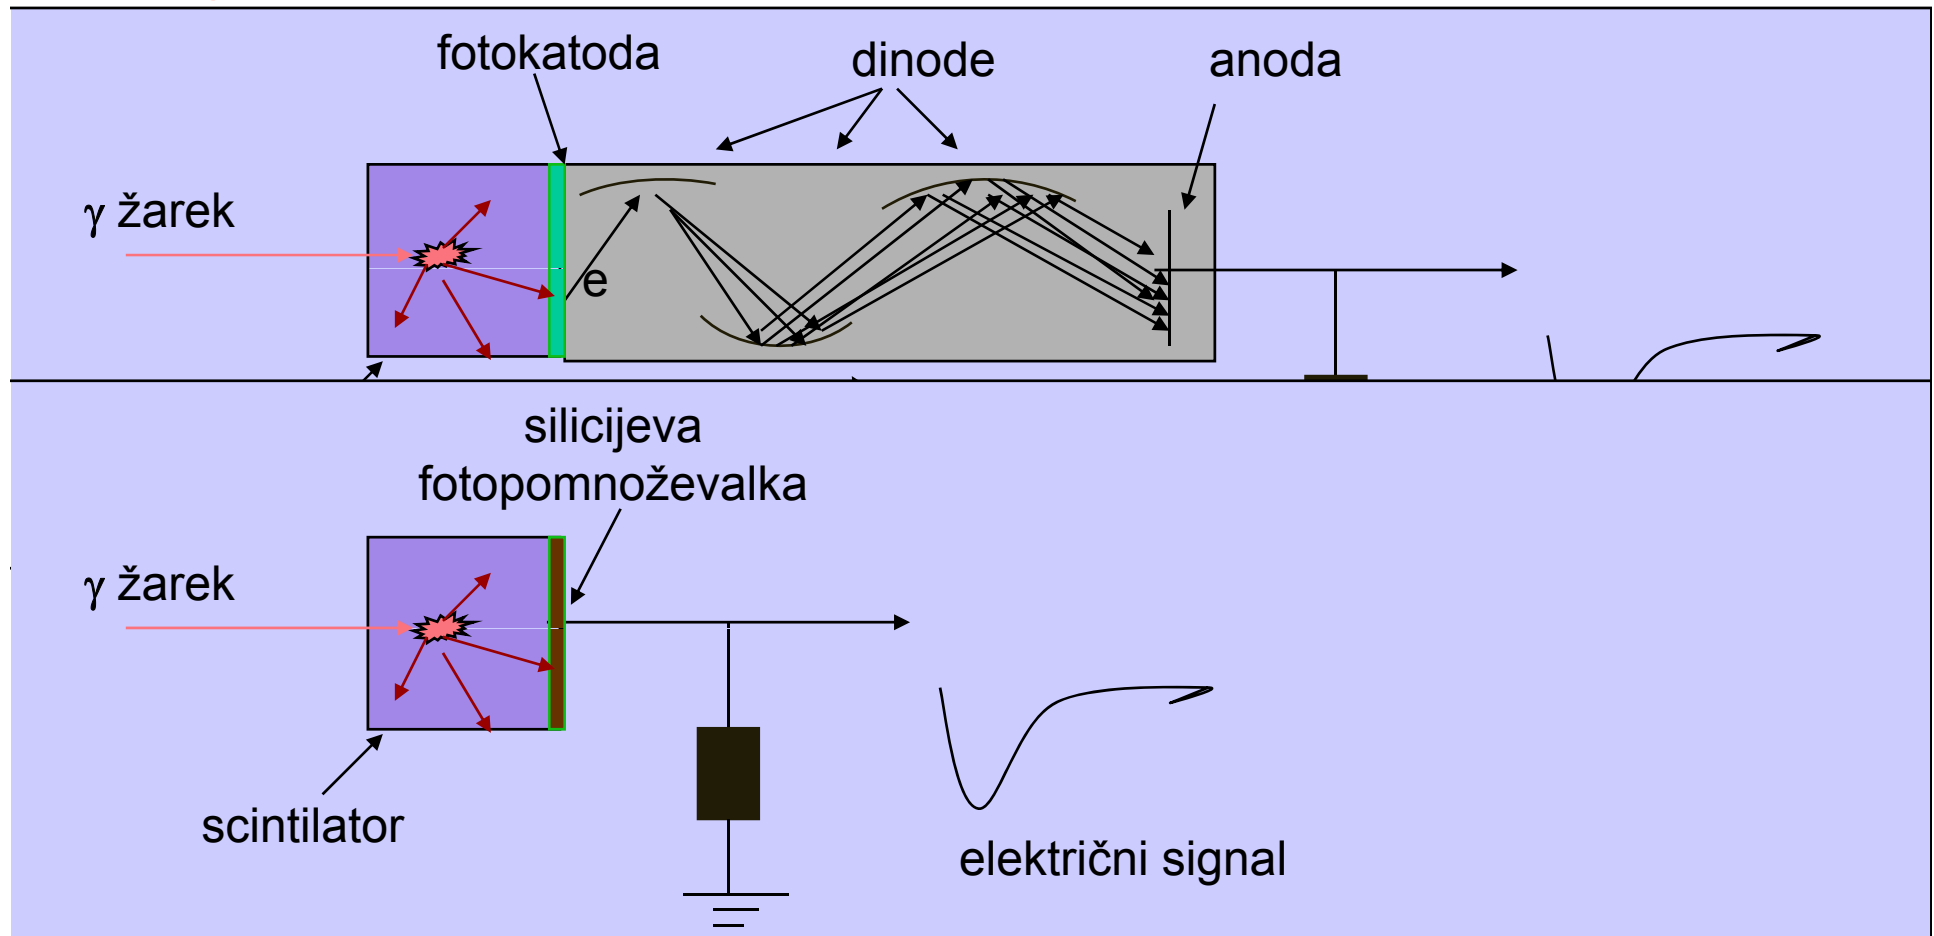 fotokatoda
dinode
anoda
γ žarek
e
silicijeva
fotopomnoževalka
γ žarek
scintilator
električni signal